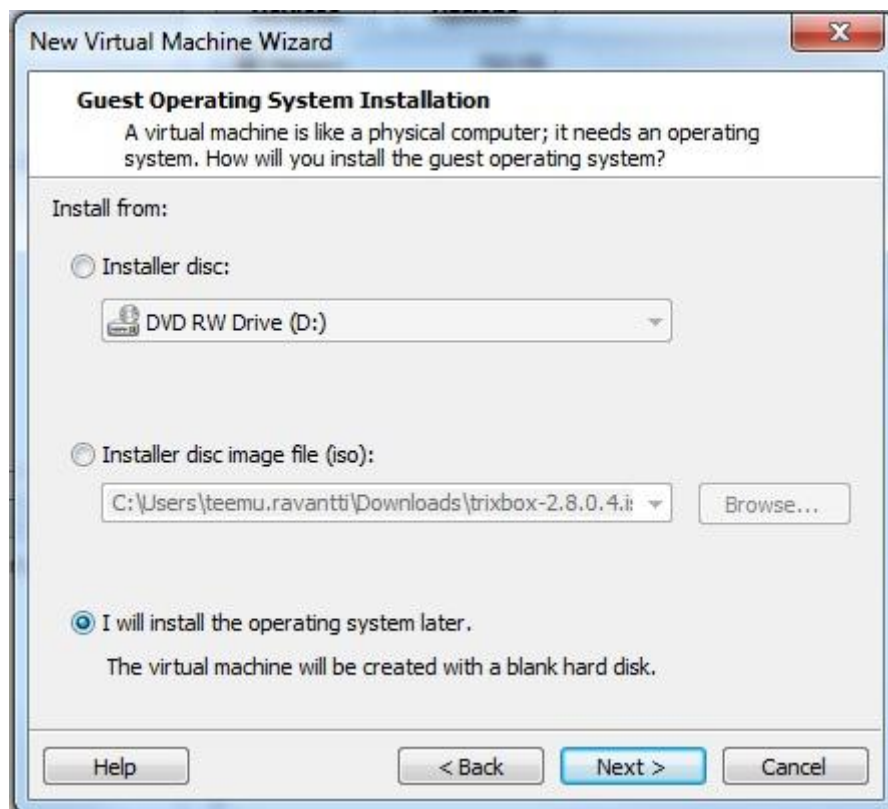 New Virtual Machine Wizard
Guest Operating System Installation
A virtual machine is like a physical computer; it needs an operating
system. How will you install the guest operating system?
Install from:
Installer disc:
DVD RW Drive (D:)
Installer disc image file (iso):
C:\Users\teemu.ravantti\Downloads\trixbox-2.8.0.4.i
Browse...
I will install the operating system later.
The virtual machine will be created with a blank hard disk.
Help
< Back
Next >
Cancel